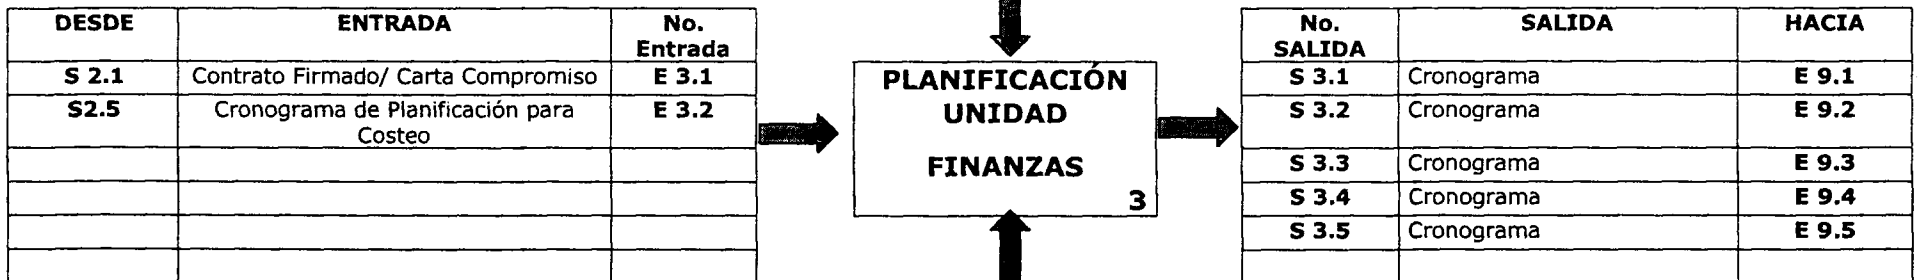 DESDE ENTRADA No. Entrada
S 2.1 Contrato Firmado/ Carta Compromiso E 3.1
S2.5 Cronograma de Planificación para Costeo E 3.2
PLANIFICACIÓN
UNIDAD
FINANZAS
3
No. SALIDA SALIDA HACIA
S 3.1 Cronograma E 9.1
S 3.2 Cronograma E 9.2
S 3.3 Cronograma E 9.3
S 3.4 Cronograma E 9.4
S 3.5 Cronograma E 9.5